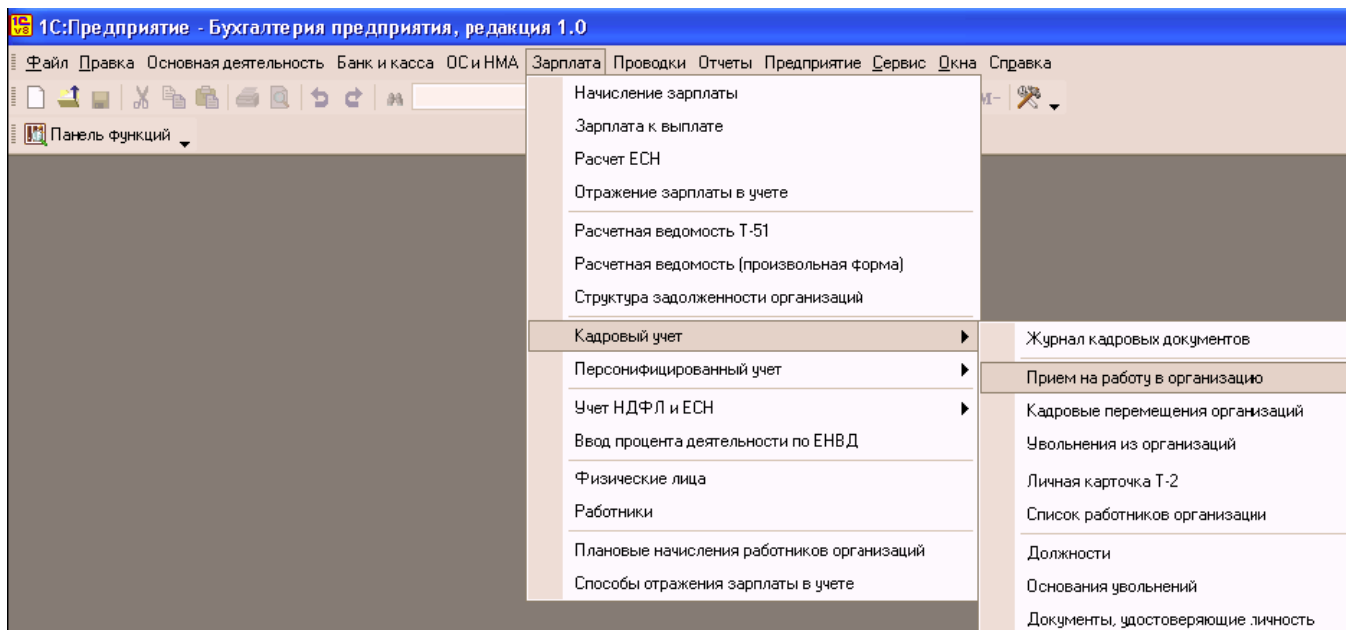 1С:Предприятие - Бухгалтерия предприятия, редакция 1.0
Файл Правка Основная деятельность Банк и касса ОС и НМА Зарплата Проводки Отчеты Предприятие Сервис Окна Справка
M-
Панель функций
Начисление зарплаты
Зарплата к выплате
Расчет ЕСН
Отражение зарплаты в учете
Расчетная ведомость Т-51
Расчетная ведомость (произвольная форма)
Структура задолженности организаций
Кадровый учет
Персонифицированный учет
Учет НДФЛ и ЕСН
Ввод процента деятельности по ЕНВД
Физические лица
Работники
Плановые начисления работников организаций
Способы отражения зарплаты в учете
Журнал кадровых документов
Прием на работу в организацию
Кадровые перемещения организаций
Увольнения из организаций
Личная карточка Т-2
Список работников организации
Должности
Основания увольнений
Документы, удостоверяющие личность